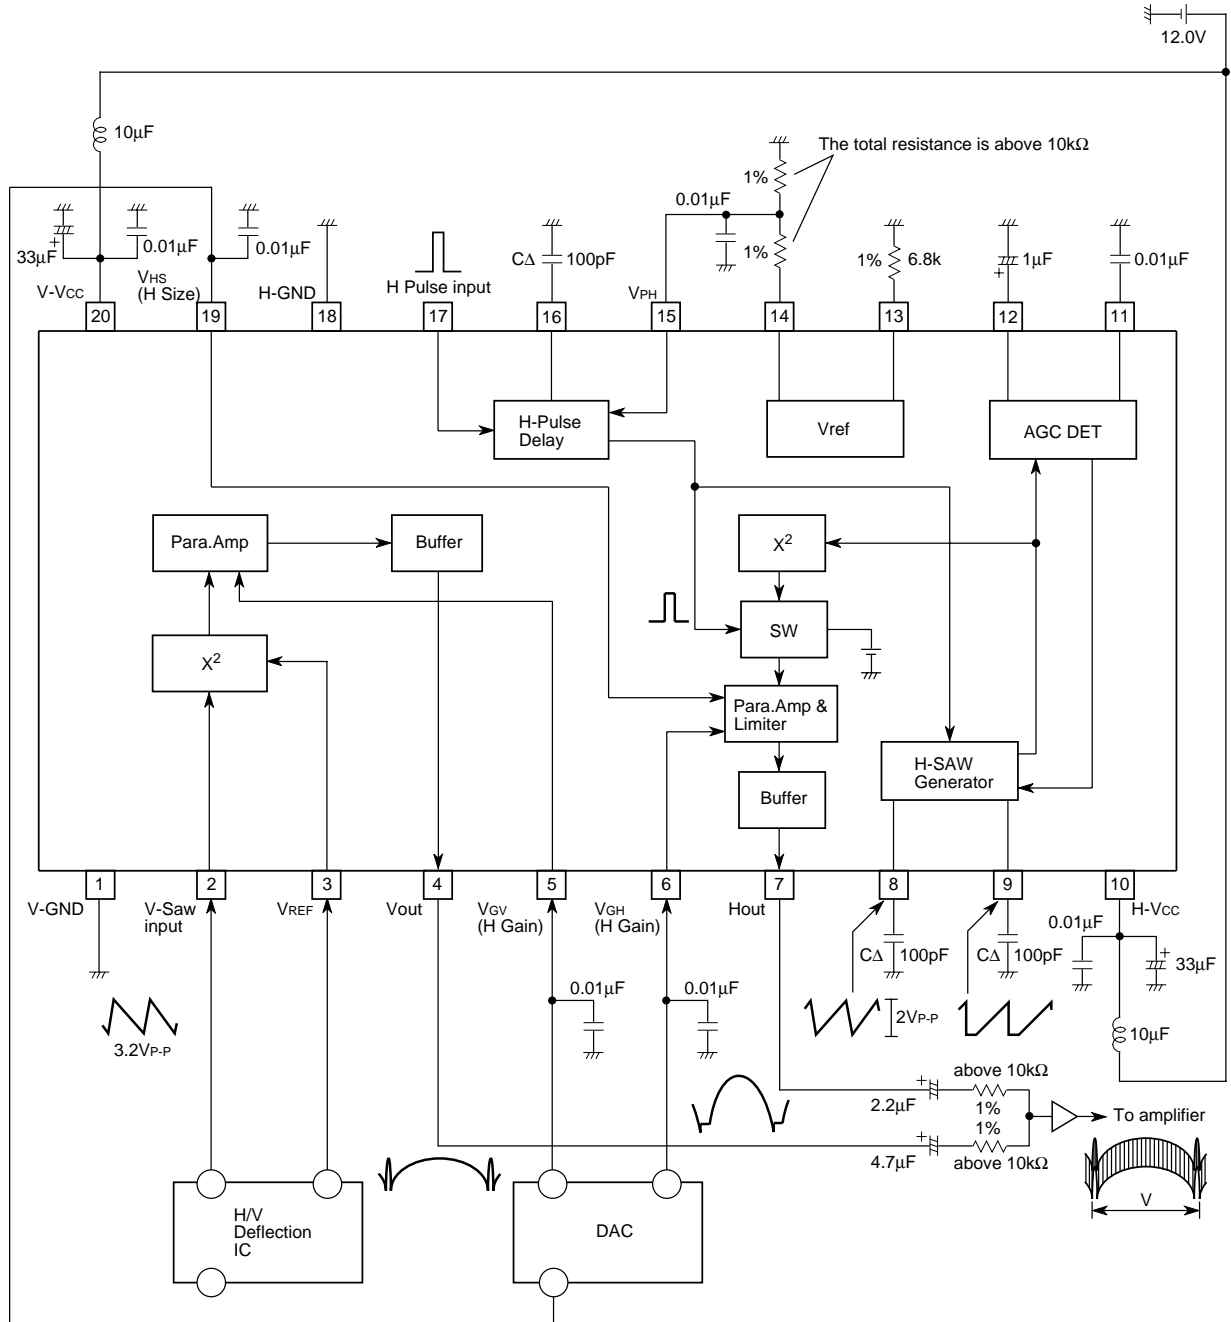 12.0V
10µF
The total resistance is above 10kΩ
1%
0.01µF
33µF
0.01µF
0.01µF
VHS
(H Size)
V-VCC
H-GND
H Pulse input
CΔ
100pF
VPH
1%
1%
6.8k
1µF
0.01µF
20
19
18
17
16
15
14
13
12
11
H-Pulse
Delay
Vref
AGC DET
Para.Amp
Buffer
X²
SW
X²
Para.Amp &
Limiter
H-SAW
Generator
Buffer
1
2
3
4
5
6
7
8
9
10
V-GND
V-Saw
input
VREF
Vout
VGV
(H Gain)
VGH
(H Gain)
Hout
H-VCC
CΔ
100pF
CΔ
100pF
0.01µF
33µF
0.01µF
0.01µF
3.2VP-P
2VP-P
10µF
above 10kΩ
2.2µF
1%
1%
To amplifier
4.7µF
above 10kΩ
V
H/V
Deflection
IC
DAC